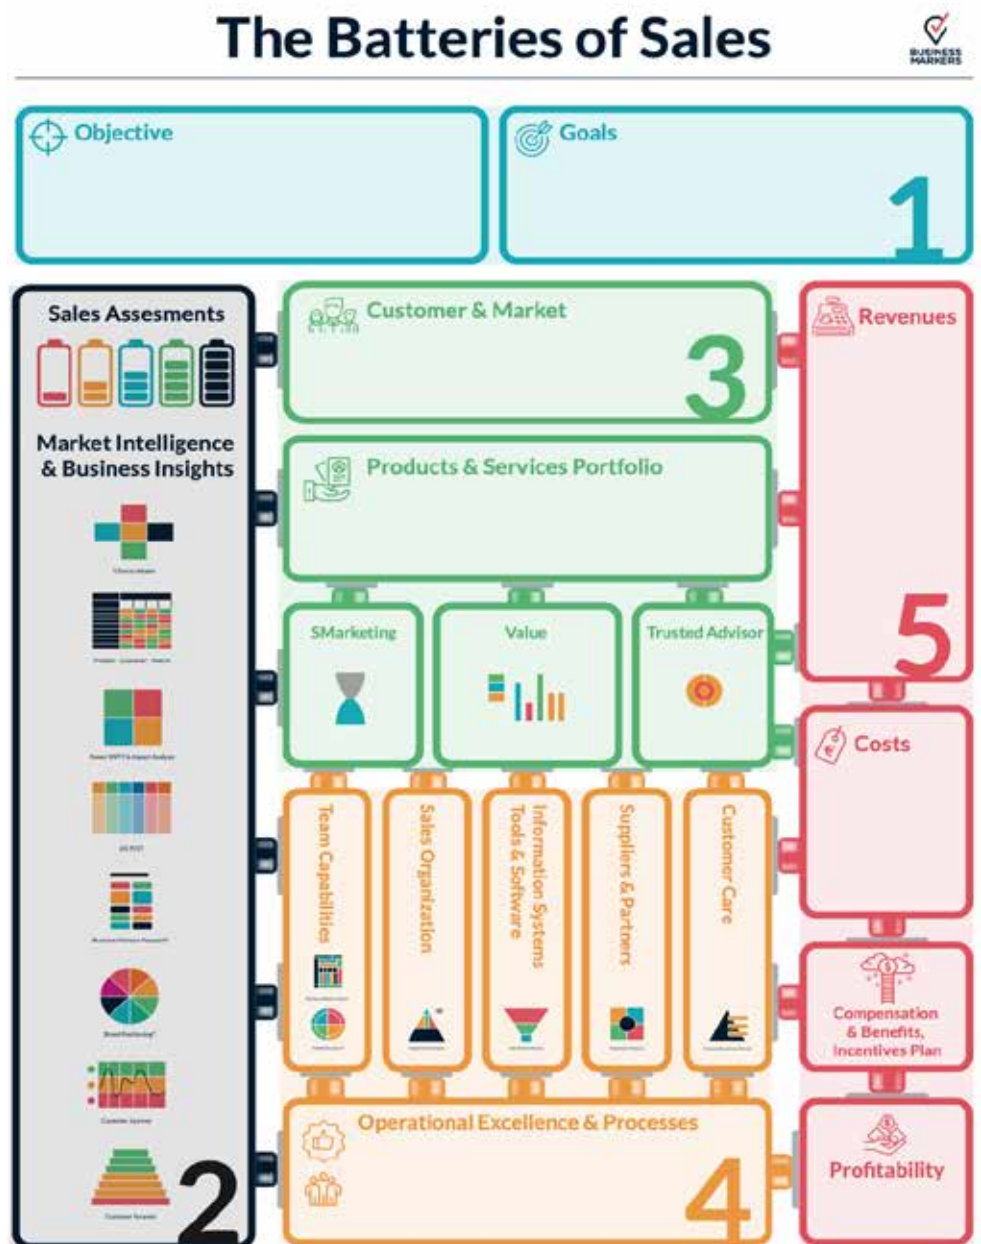 The Batteries of Sales
BUSINESS
MARKERS
Objective
Goals
1
Sales Assesments
Market Intelligence
& Business Insights
Customer Journey
2
Customer & Market
3
Products & Services Portfolio
SMarketing
Value
Trusted Advisor
Team Capabilities
Sales Organization
Information Systems
Tools & Software
Suppliers & Partners
Customer Care
Operational Excellence & Processes
4
Revenues
5
€
Costs
Compensation
& Benefits,
Incentives Plan
Profitability